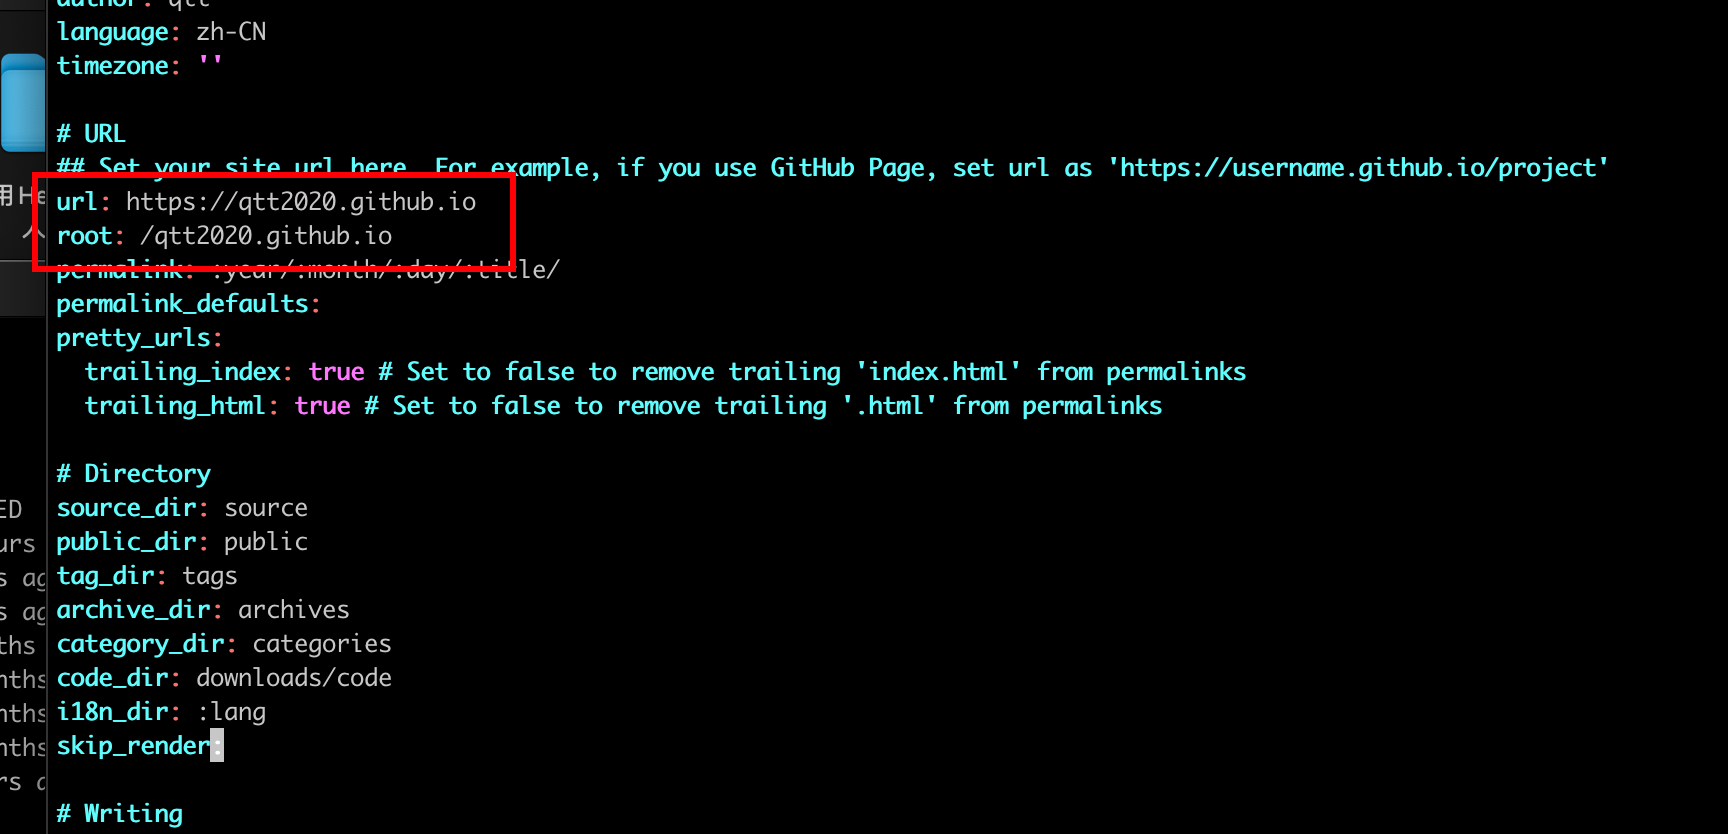 author: qtt
language: zh-CN
timezone: ''
# URL
## Set your site url here. For example, if you use GitHub Page, set url as 'https://username.github.io/project'
用He
url: https://qtt2020.github.io
人
root: /qtt2020.github.io
permalink: :year/:month/:day/:title/
permalink_defaults:
pretty_urls:
trailing_index: true # Set to false to remove trailing 'index.html' from permalinks
trailing_html: true # Set to false to remove trailing '.html' from permalinks
# Directory
ED
source_dir: source
urs
public_dir: public
s ag
tag_dir: tags
s ag
archive_dir: archives
ths
category_dir: categories
nths
code_dir: downloads/code
nths
i18n_dir: :lang
nths
skip_render:
rs a
# Writing